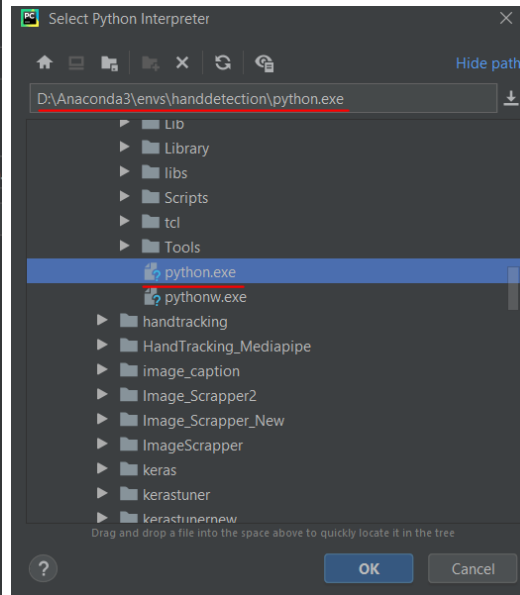 PC Select Python Interpreter
Hide path
D:\Anaconda3\envs\handdetection\python.exe
Lib
Library
libs
Scripts
tcl
Tools
python.exe
pythonw.exe
handtracking
HandTracking_Mediapipe
image_caption
Image_Scrapper2
Image_Scrapper_New
ImageScrapper
keras
kerastuner
kerastunernew
Drag and drop a file into the space above to quickly locate it in the tree
? OK Cancel